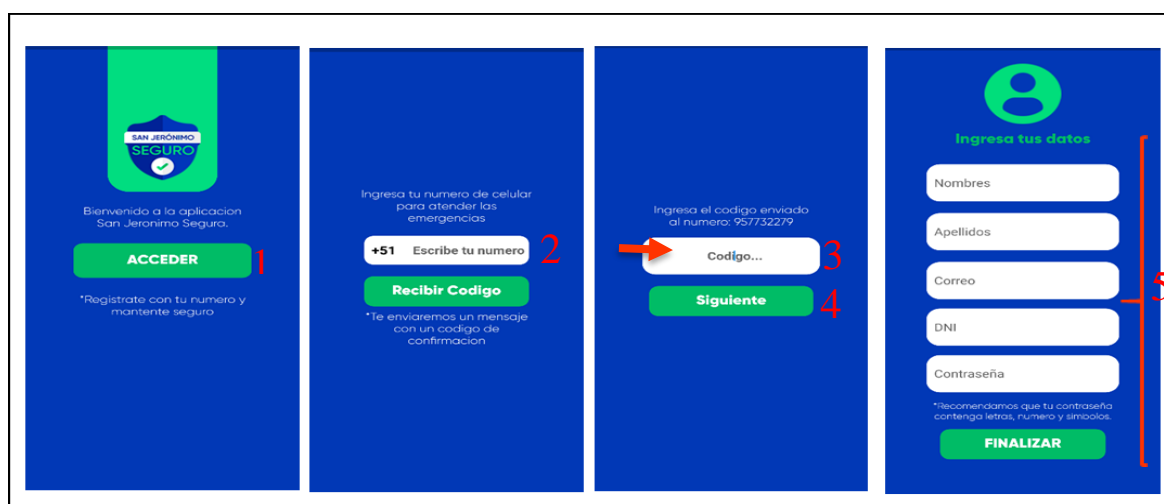 SAN JERÓNIMO
SEGURO
Bienvenido a la aplicacion
San Jeronimo Segura.
ACCEDER
1
*Registrate con tu numero y
mantente seguro
Ingresa tu numero de celular
para atender las
emergencias
+51 Escribe tu numero
2
Recibir Codigo
*Te enviaremos un mensaje
con un codigo de
confirmacion
Ingresa el codigo enviado
al numero: 957732279
Codigo...
3
Siguiente
4
Ingresa tus datos
Nombres
Apellidos
Correo
5
DNI
Contraseña
*Recomendamos que tu contraseña
contenga letras, numero y simbolos.
FINALIZAR